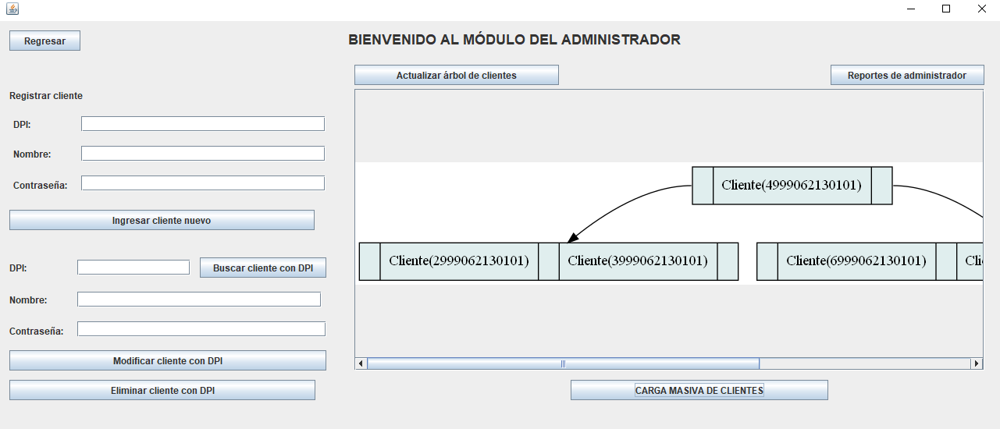 Regresar
BIENVENIDO AL MÓDULO DEL ADMINISTRADOR
Actualizar árbol de clientes
Reportes de administrador
Registrar cliente
DPI:
Nombre:
Contraseña:
Ingresar cliente nuevo
DPI:
Buscar cliente con DPI
Nombre:
Contraseña:
Modificar cliente con DPI
Eliminar cliente con DPI
Cliente(4999062130101)
Cliente(2999062130101)
Cliente(3999062130101)
Cliente(6999062130101)
CARGA MASIVA DE CLIENTES